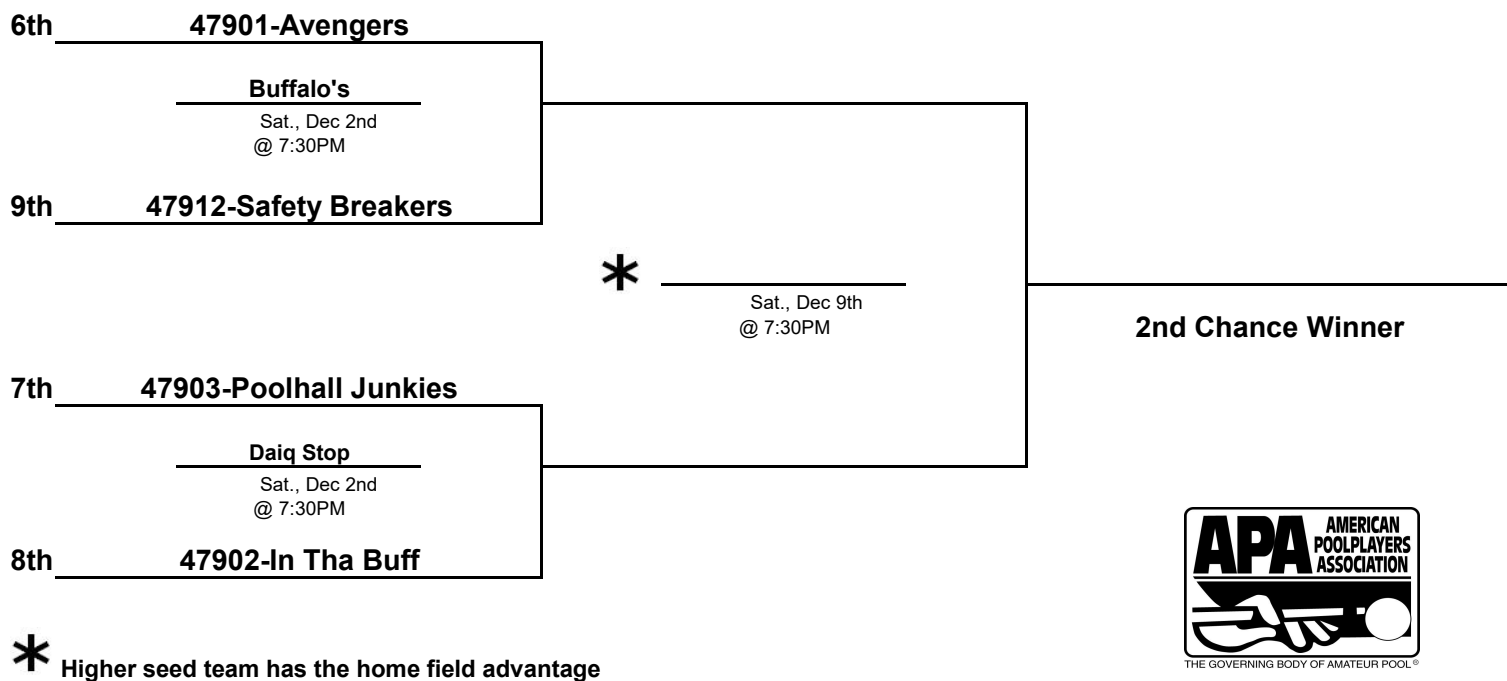 6th 47901-Avengers
Buffalo's
Sat., Dec 2nd
@ 7:30PM
9th 47912-Safety Breakers
* Sat., Dec 9th
@ 7:30PM
2nd Chance Winner
7th 47903-Poolhall Junkies
Daiq Stop
Sat., Dec 2nd
@ 7:30PM
8th 47902-In Tha Buff
* Higher seed team has the home field advantage
APA AMERICAN
POOLPLAYERS
ASSOCIATION
THE GOVERNING BODY OF AMATEUR POOL®